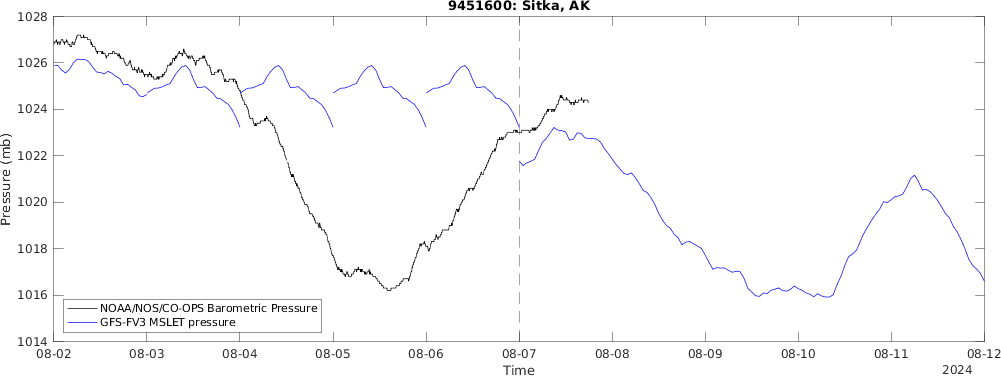 9451600: Sitka, AK
Pressure (mb)
1028
1026
1024
1022
1020
1018
1016
1014
NOAA/NOS/CO-OPS Barometric Pressure
GFS-FV3 MSLET pressure
08-02 08-03 08-04 08-05 08-06 08-07 08-08 08-09 08-10 08-11 08-12
Time
2024